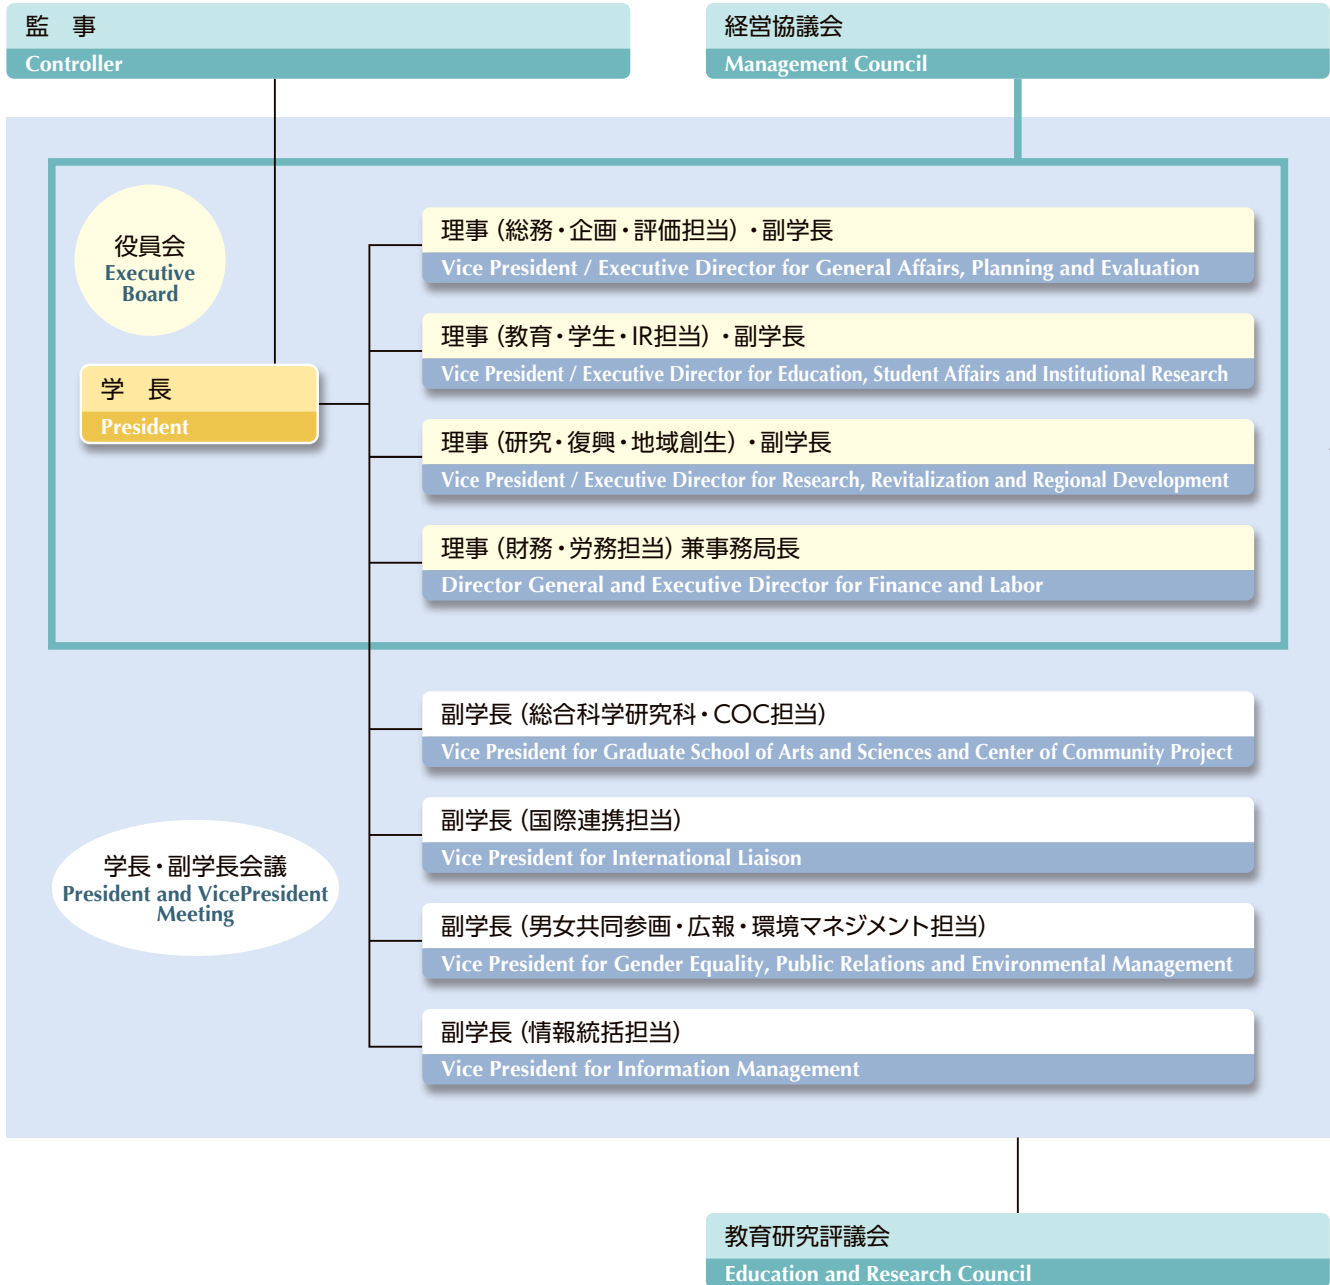 監　事
Controller
経営協議会
Management Council
役員会
Executive
Board
学　長
President
理事（総務・企画・評価担当）・副学長
Vice President / Executive Director for General Affairs, Planning and Evaluation
理事（教育・学生・IR担当）・副学長
Vice President / Executive Director for Education, Student Affairs and Institutional Research
理事（研究・復興・地域創生）・副学長
Vice President / Executive Director for Research, Revitalization and Regional Development
理事（財務・労務担当）兼事務局長
Director General and Executive Director for Finance and Labor
学長・副学長会議
President and VicePresident
Meeting
副学長（総合科学研究科・COC担当）
Vice President for Graduate School of Arts and Sciences and Center of Community Project
副学長（国際連携担当）
Vice President for International Liaison
副学長（男女共同参画・広報・環境マネジメント担当）
Vice President for Gender Equality, Public Relations and Environmental Management
副学長（情報統括担当）
Vice President for Information Management
教育研究評議会
Education and Research Council